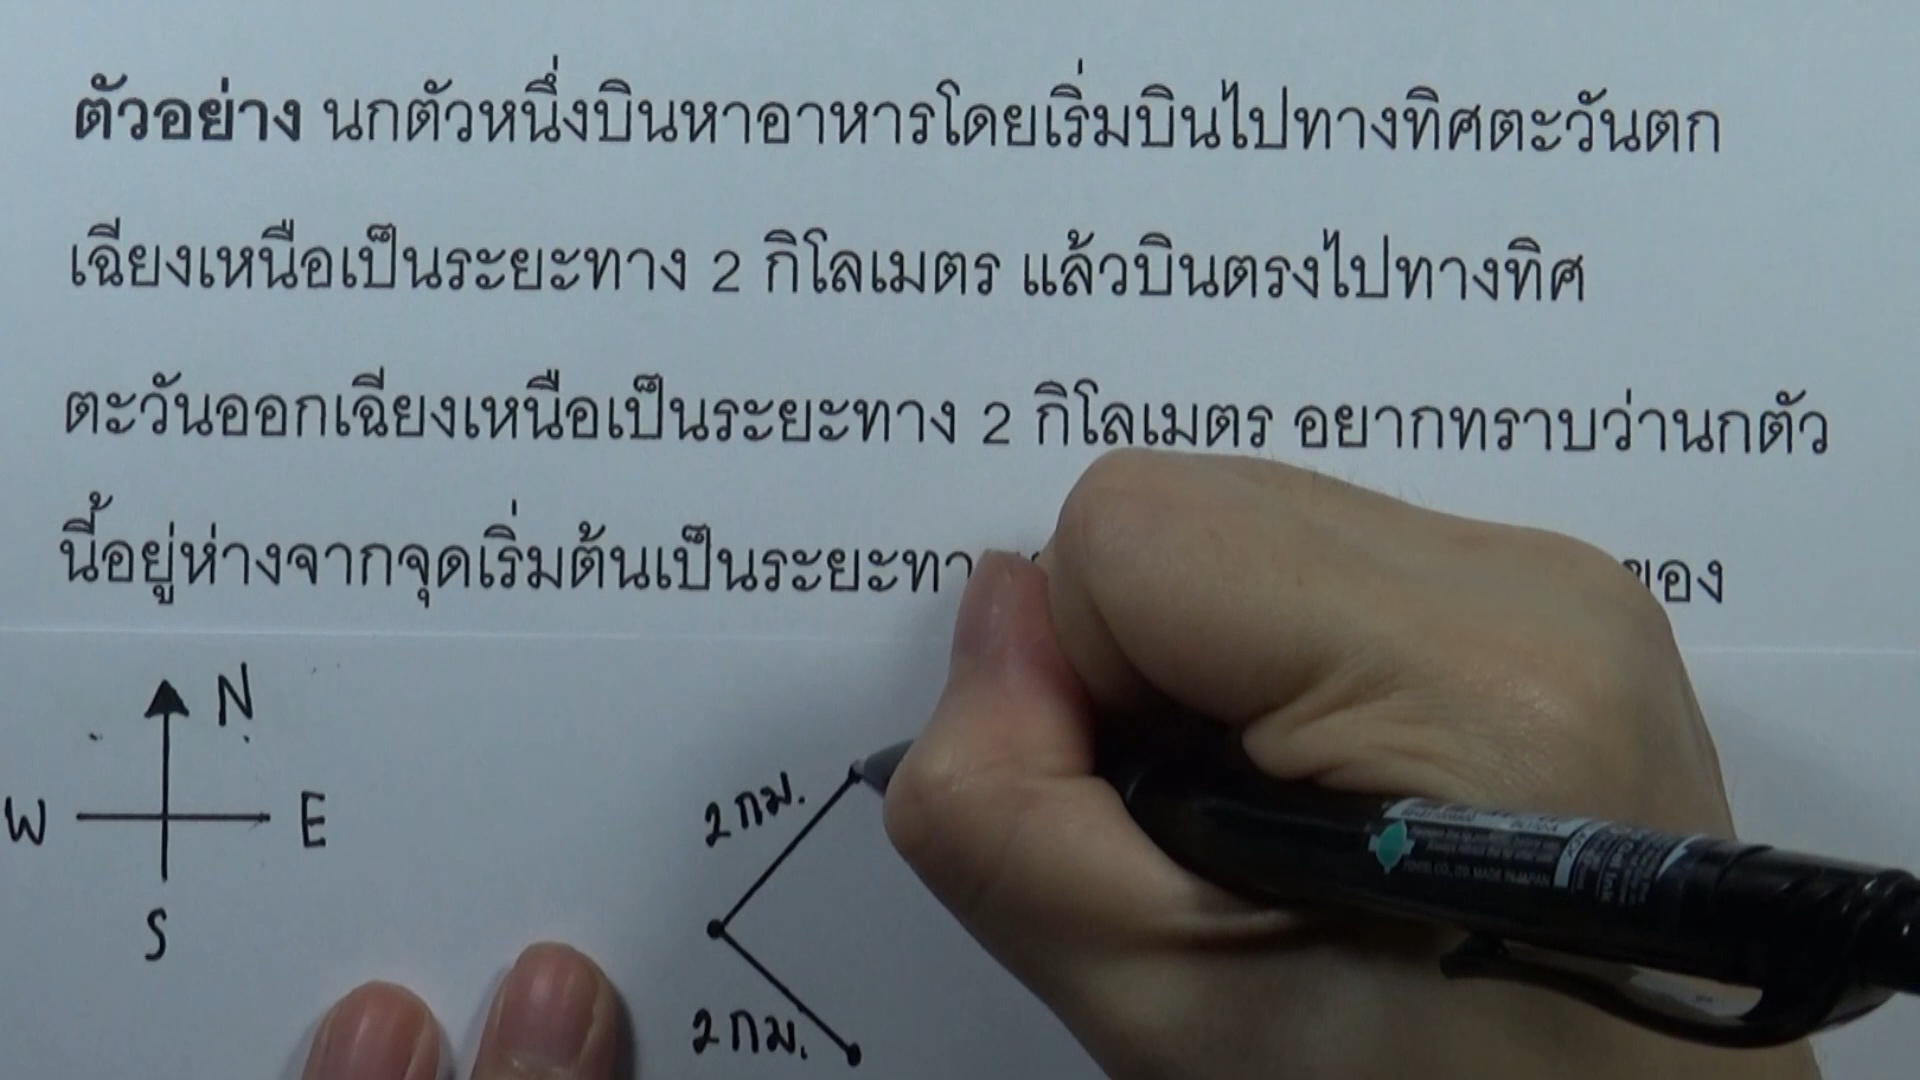 ตัวอย่าง นกตัวหนึ่งบินหาอาหารโดยเริ่มบินไปทางทิศตะวันตก
เฉียงเหนือเป็นระยะทาง 2 กิโลเมตร แล้วบินตรงไปทางทิศ
ตะวันออกเฉียงเหนือเป็นระยะทาง 2 กิโลเมตร อยากทราบว่านกตัว
นี้อยู่ห่างจากจุดเริ่มต้นเป็นระยะทา ของ
N
W E
S
2 กม.
2 กม.